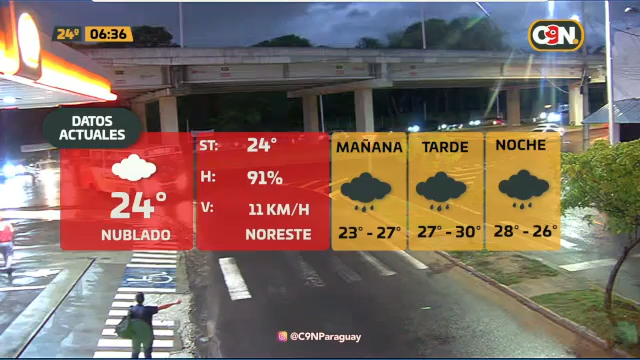 24º 06:36
C9N
DATOS
ACTUALES
24°
NUBLADO
ST: 24°
H: 91%
V: 11 KM/H
NORESTE
MAÑANA
23° - 27°
TARDE
27° - 30°
NOCHE
28° - 26°
@C9NParaguay